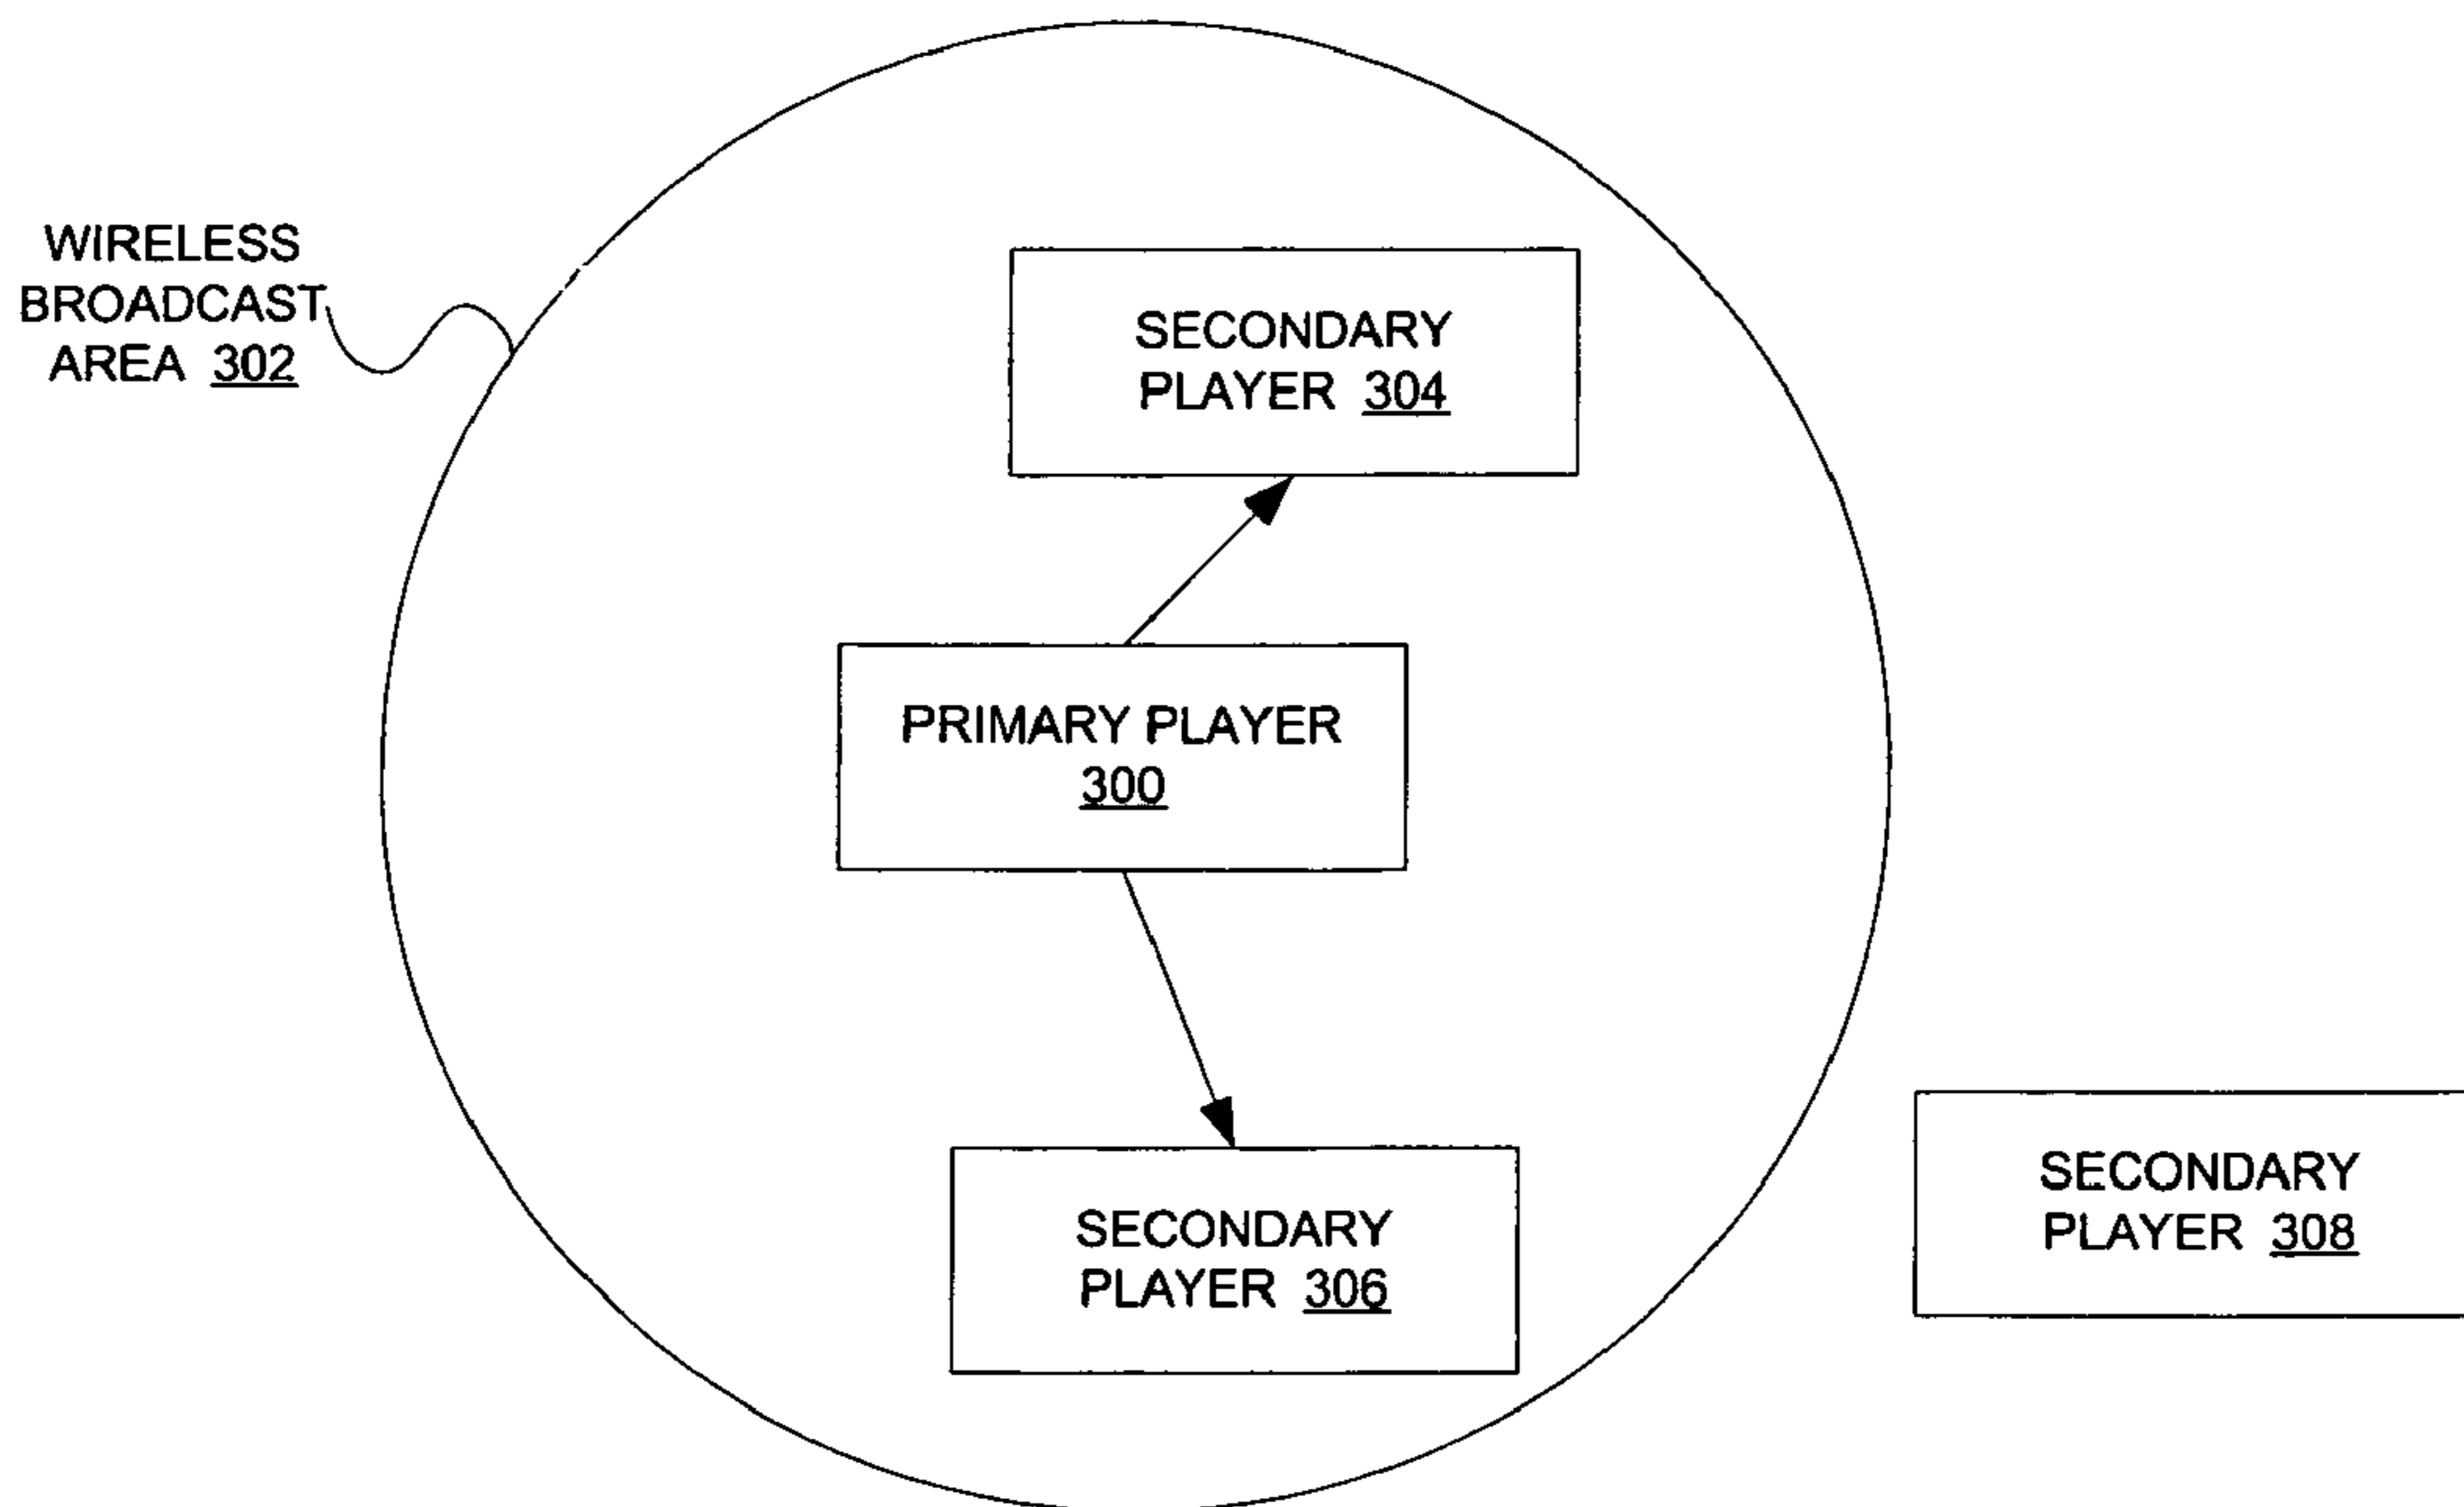 WIRELESS
BROADCAST
AREA 302
SECONDARY
PLAYER 304
PRIMARY PLAYER
300
SECONDARY
PLAYER 306
SECONDARY
PLAYER 308